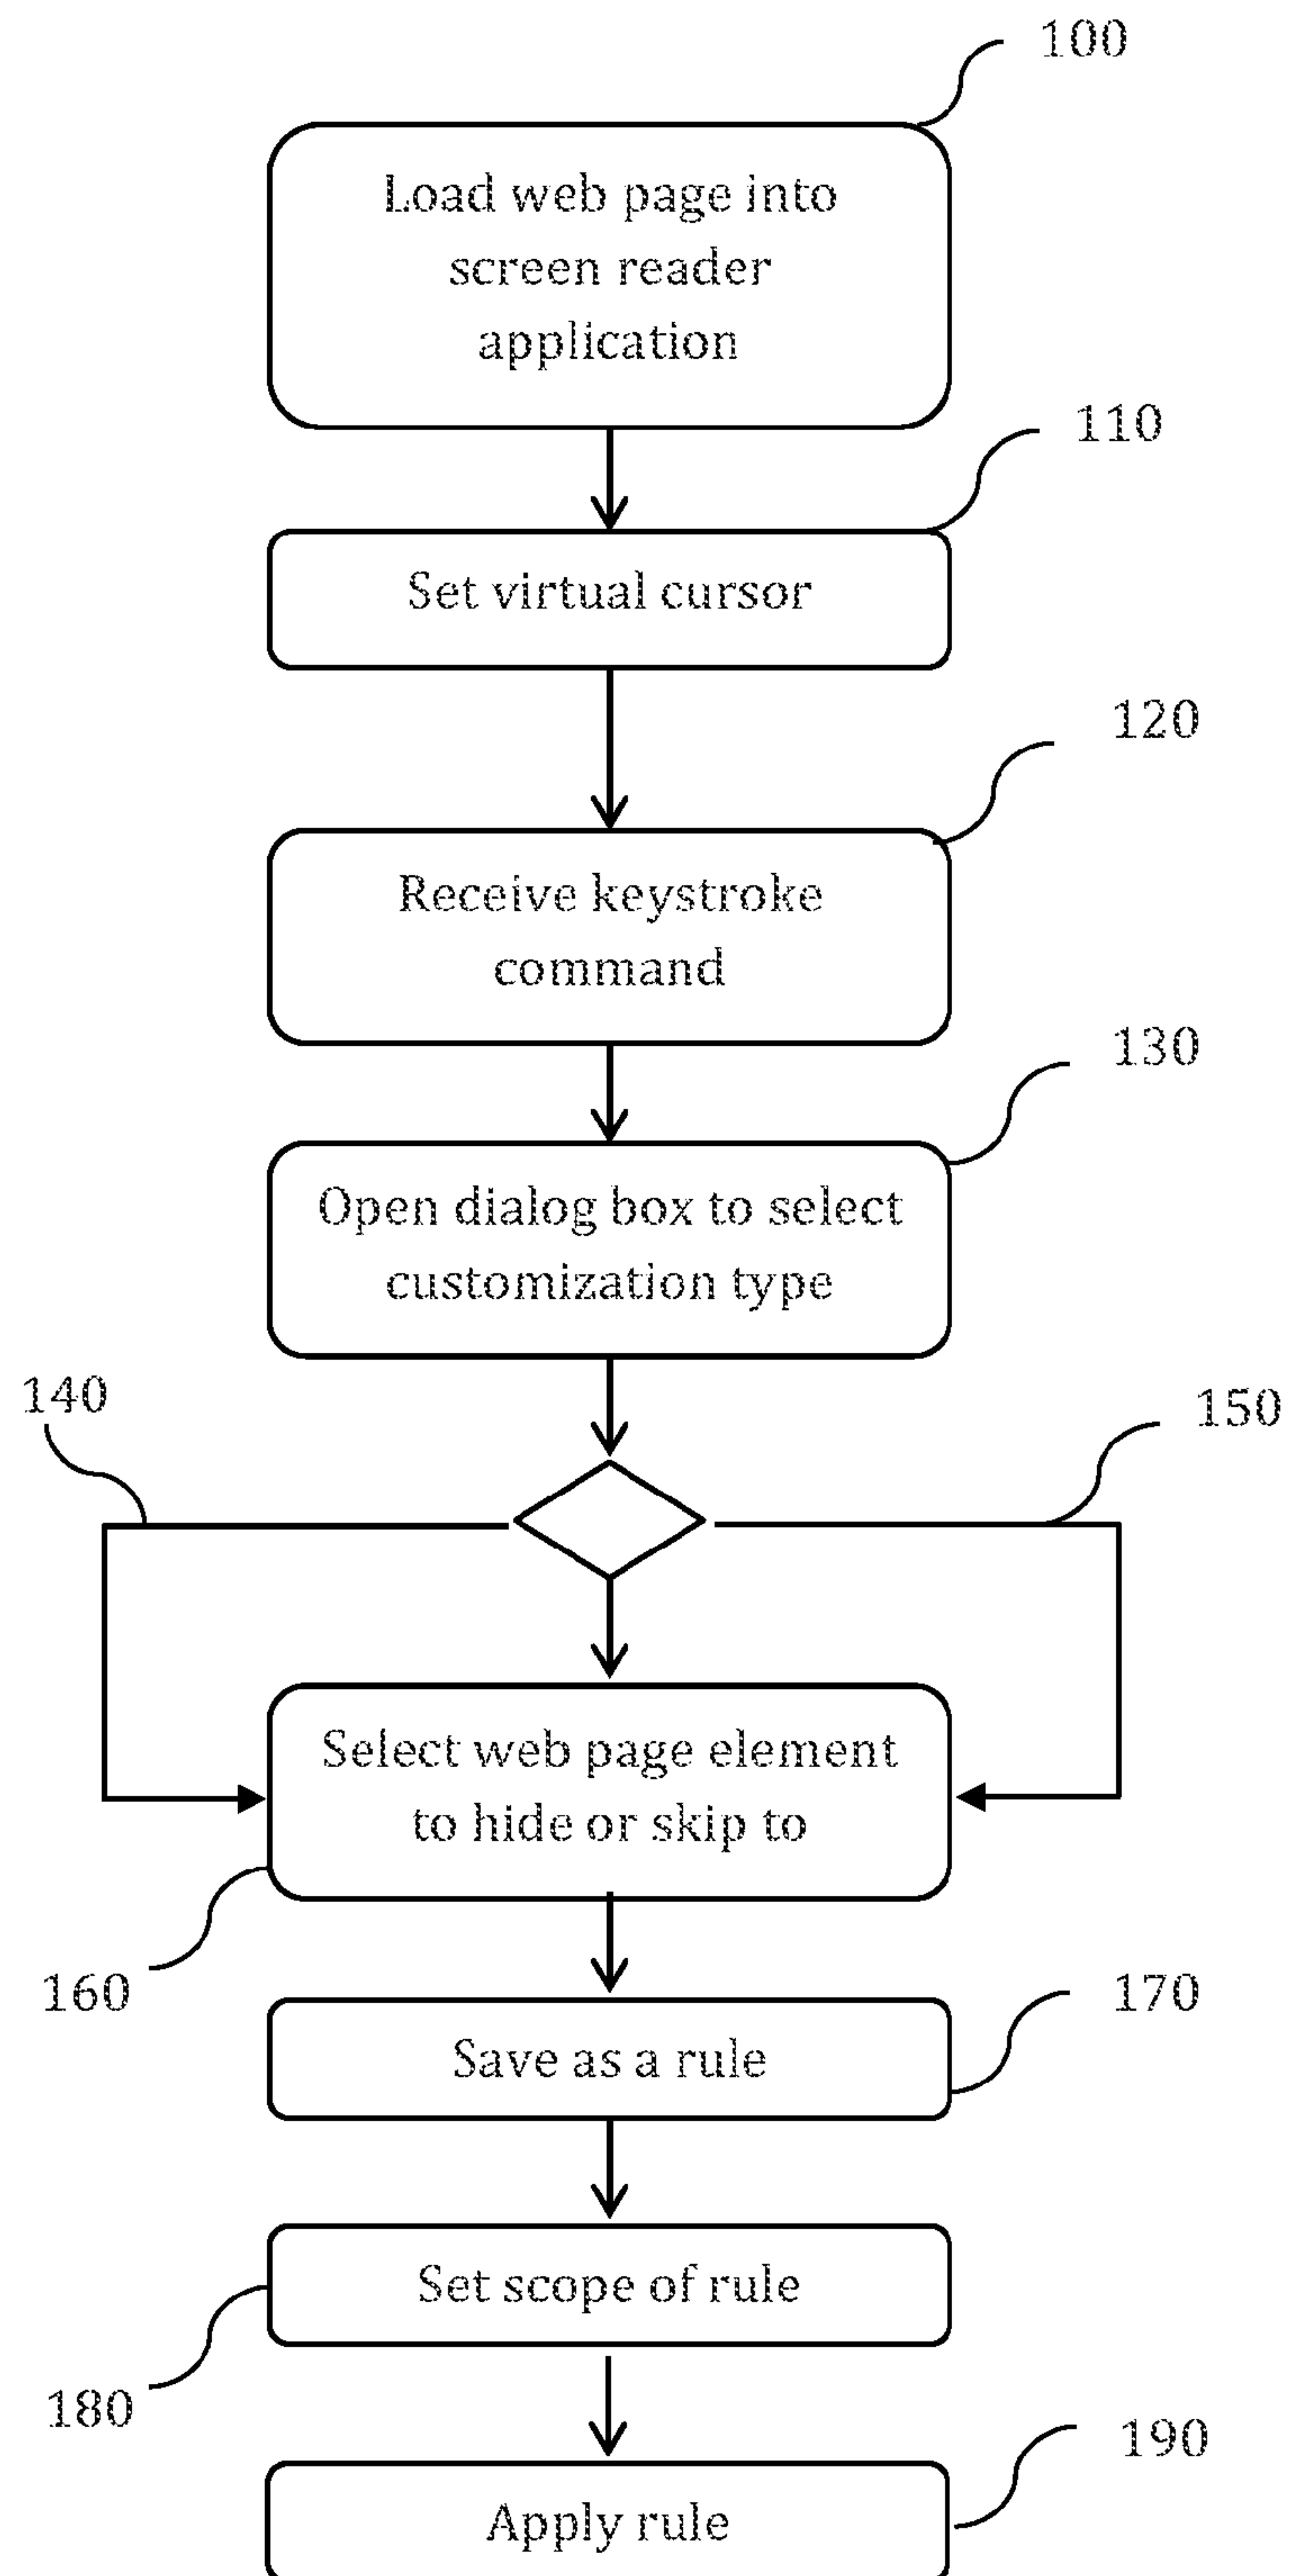 100
Load web page into
screen reader
application
110
Set virtual cursor
120
Receive keystroke
command
130
Open dialog box to select
customization type
140
150
Select web page element
to hide or skip to
160
170
Save as a rule
Set scope of rule
180
190
Apply rule